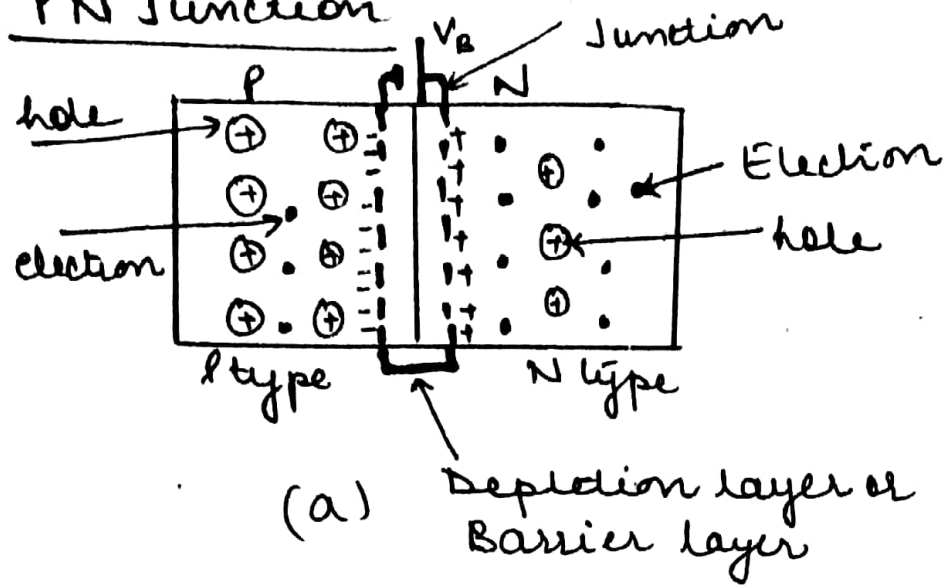 PN Junction
VB
Junction
P
N
hole
Election
hole
election
P type
N type
Depletion layer or
Barrier layer
(a)